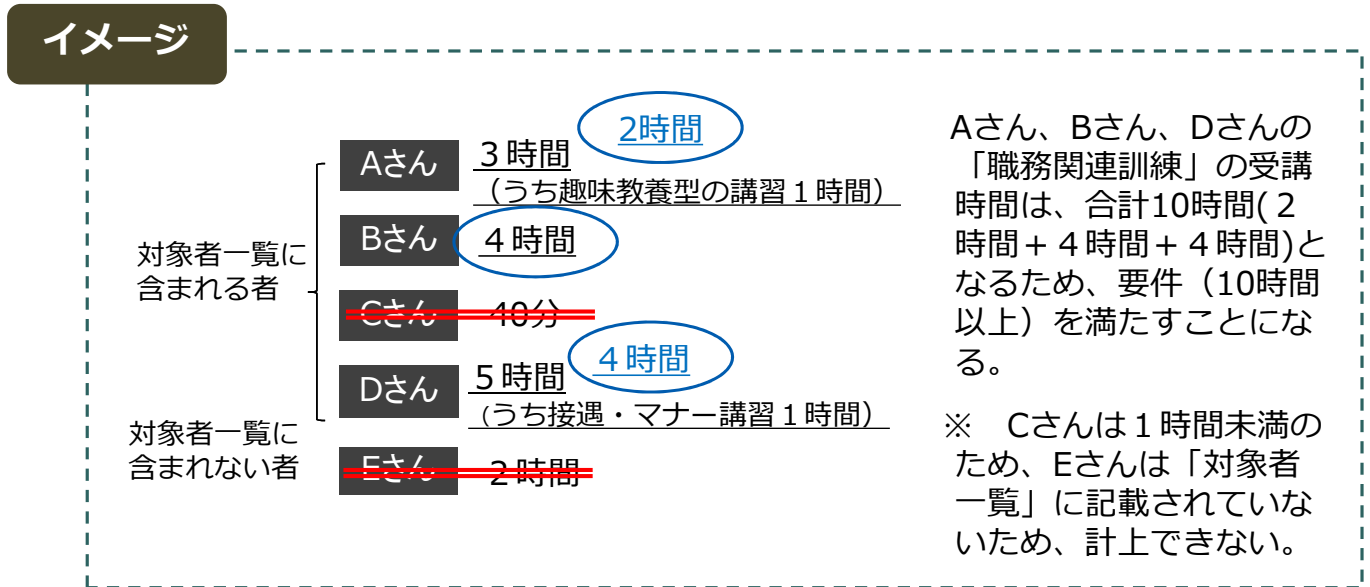 イメージ
2時間
Aさん ３時間
（うち趣味教養型の講習１時間）
Bさん ４時間
対象者一覧に
含まれる者
Cさん 40分
４時間
Dさん ５時間
（うち接遇・マナー講習１時間）
対象者一覧に
含まれない者
Eさん ２時間
Aさん、Bさん、Dさんの
「職務関連訓練」の受講
時間は、合計10時間(２
時間＋４時間＋４時間)と
なるため、要件（10時間
以上）を満たすことにな
る。
※　Cさんは１時間未満の
ため、Eさんは「対象者
一覧」に記載されていな
いため、計上できない。